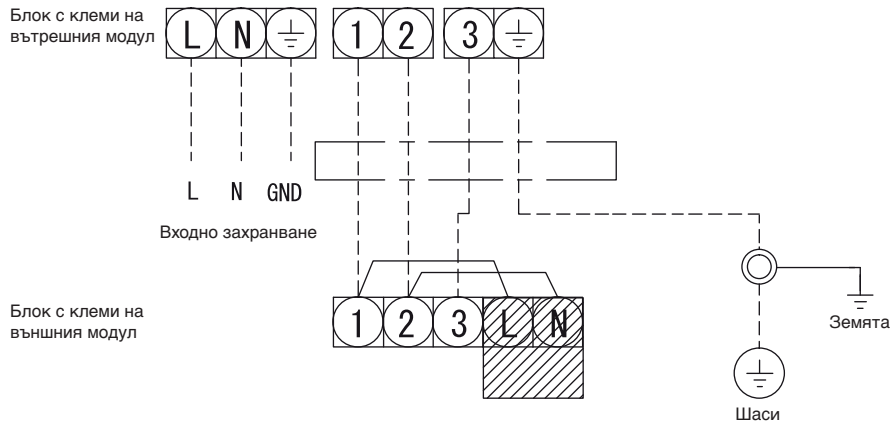 Блок с клеми на
вътрешния модул
L N 1 2 3
L N GND
Входно захранване
Блок с клеми на
външния модул
1 2 3 L N
Земята
Шаси